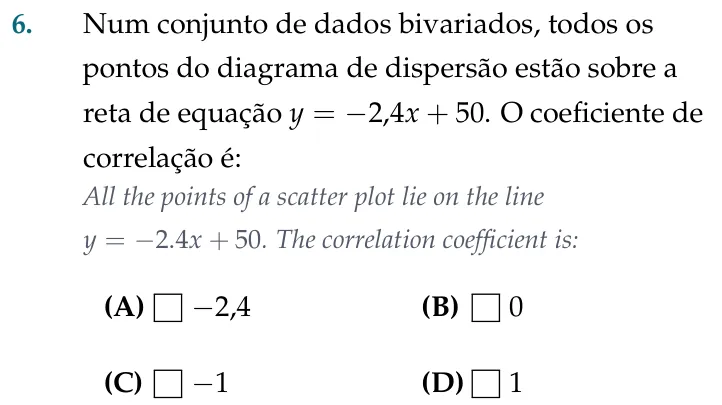 6. Num conjunto de dados bivariados, todos os
pontos do diagrama de dispersão estão sobre a
reta de equação y = −2,4x + 50. O coeficiente de
correlação é:
All the points of a scatter plot lie on the line
y = −2.4x + 50. The correlation coefficient is:
(A) □ −2,4 (B) □ 0
(C) □ −1 (D) □ 1